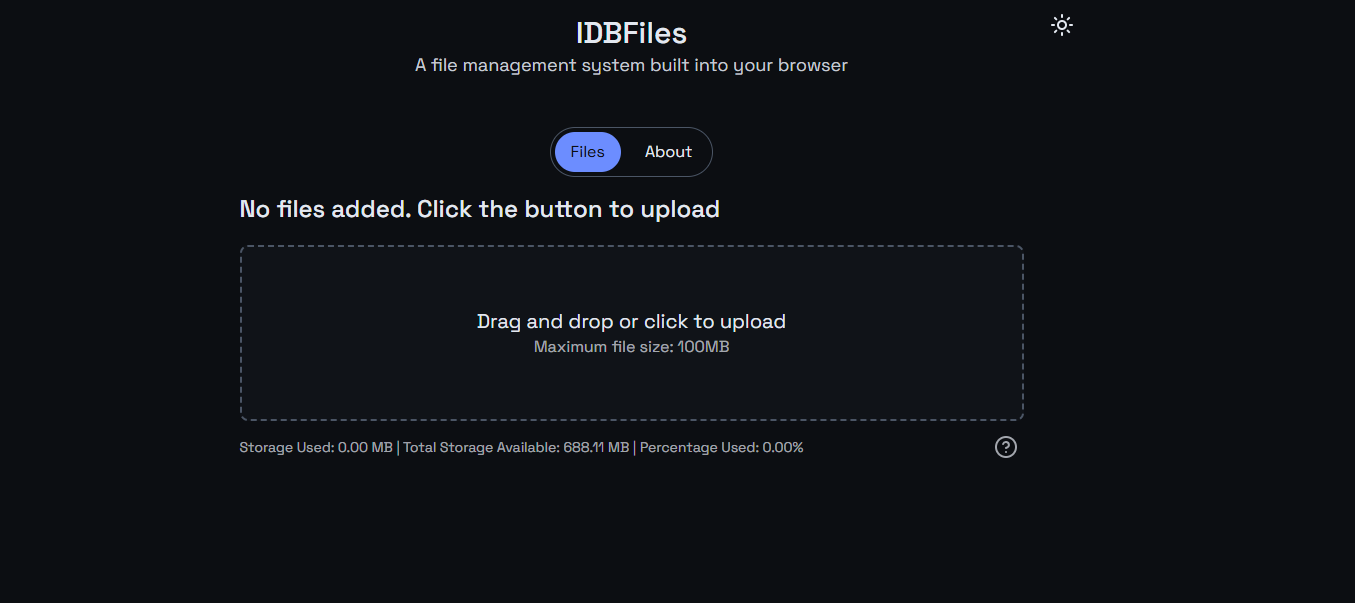 IDBFiles
A file management system built into your browser
Files
About
No files added. Click the button to upload
Drag and drop or click to upload
Maximum file size: 100MB
Storage Used: 0.00 MB | Total Storage Available: 688.11 MB | Percentage Used: 0.00%